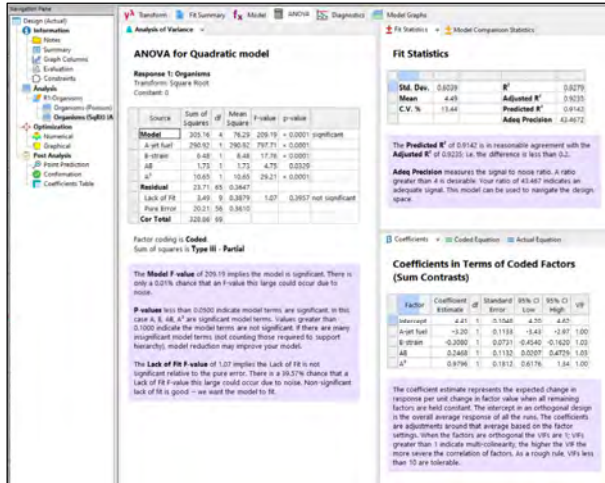 Navigation Pane
Design (Actual)
Information
Notes
Summary
Graph Columns
Evaluation
Constraints
Analysis
R1:Organisms
Organisms (Poisson)
Organisms (SqRt) (A
Optimization
Numerical
Graphical
Post Analysis
Point Prediction
Confirmation
Coefficients Table
Transform Fit Summary Model ANOVA Diagnostics Model Graphs
Analysis of Variance
ANOVA for Quadratic model
Response 1: Organisms
Transform: Square Root
Constant: 0
Source Sum of Squares df Mean Square F-value p-value
Model 305.16 4 76.29 209.19 < 0.0001 significant
A-jet fuel 290.92 1 290.92 797.71 < 0.0001
B-strain 6.48 1 6.48 17.76 < 0.0001
AB 1.73 1 1.73 4.75 0.0329
A² 10.65 1 10.65 29.21 < 0.0001
Residual 23.71 65 0.3647
Lack of Fit 3.49 9 0.3879 1.07 0.3957 not significant
Pure Error 20.21 56 0.3610
Cor Total 328.86 69
Factor coding is Coded.
Sum of squares is Type III - Partial
The Model F-value of 209.19 implies the model is significant. There is
only a 0.01% chance that an F-value this large could occur due to
noise.
P-values less than 0.0500 indicate model terms are significant. In this
case A, B, AB, A² are significant model terms. Values greater than
0.1000 indicate the model terms are not significant. If there are many
insignificant model terms (not counting those required to support
hierarchy), model reduction may improve your model.
The Lack of Fit F-value of 1.07 implies the Lack of Fit is not
significant relative to the pure error. There is a 39.57% chance that a
Lack of Fit F-value this large could occur due to noise. Non-significant
lack of fit is good -- we want the model to fit.
Fit Statistics Model Comparison Statistics
Fit Statistics
Std. Dev. 0.6039 R² 0.9279
Mean 4.49 Adjusted R² 0.9235
C.V. % 13.44 Predicted R² 0.9142
Adeq Precision 43.4672
The Predicted R² of 0.9142 is in reasonable agreement with the
Adjusted R² of 0.9235; i.e. the difference is less than 0.2.
Adeq Precision measures the signal to noise ratio. A ratio
greater than 4 is desirable. Your ratio of 43.467 indicates an
adequate signal. This model can be used to navigate the design
space.
Coefficients Coded Equation Actual Equation
Coefficients in Terms of Coded Factors
(Sum Contrasts)
Factor Coefficient Estimate df Standard Error 95% CI Low 95% CI High VIF
Intercept 4.41 1 0.1046 4.20 4.62
A-jet fuel -3.20 1 0.1133 -3.43 -2.97 1.00
B-strain -0.3080 1 0.0731 -0.4540 -0.1620 1.03
AB 0.2468 1 0.1132 0.0207 0.4729 1.03
A² 0.9796 1 0.1812 0.6176 1.34 1.00
The coefficient estimate represents the expected change in
response per unit change in factor value when all remaining
factors are held constant. The intercept in an orthogonal design
is the overall average response of all the runs. The coefficients
are adjustments around that average based on the factor
settings. When the factors are orthogonal the VIFs are 1; VIFs
greater than 1 indicate multi-colinearity, the higher the VIF the
more severe the correlation of factors. As a rough rule, VIFs less
than 10 are tolerable.